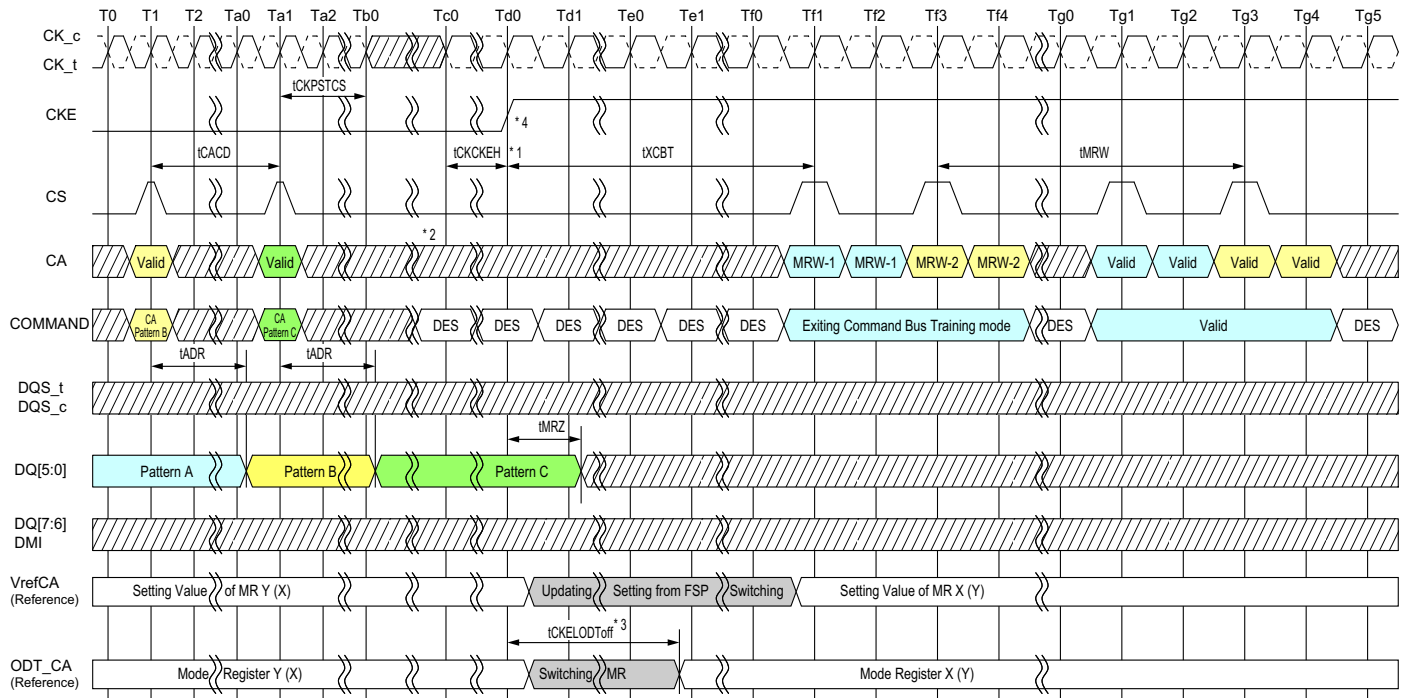 T0 T1 T2 Ta0 Ta1 Ta2 Tb0 Tc0 Td0 Td1 Te0 Te1 Tf0 Tf1 Tf2 Tf3 Tf4 Tg0 Tg1 Tg2 Tg3 Tg4 Tg5
CK_c
CK_t
tCKPSTCS
CKE
* 4
tCACD tCKCKEH * 1 tXCBT tMRW
CS
* 2
CA Valid Valid MRW-1 MRW-1 MRW-2 MRW-2 Valid Valid Valid Valid
COMMAND CA Pattern B CA Pattern C DES DES DES DES DES DES Exiting Command Bus Training mode DES Valid DES
tADR tADR
DQS_t
DQS_c
tMRZ
DQ[5:0] Pattern A Pattern B Pattern C
DQ[7:6]
DMI
VrefCA
(Reference)
Setting Value of MR Y (X) Updating Setting from FSP Switching Setting Value of MR X (Y)
tCKELODToff * 3
ODT_CA
(Reference)
Mode Register Y (X) Switching MR Mode Register X (Y)